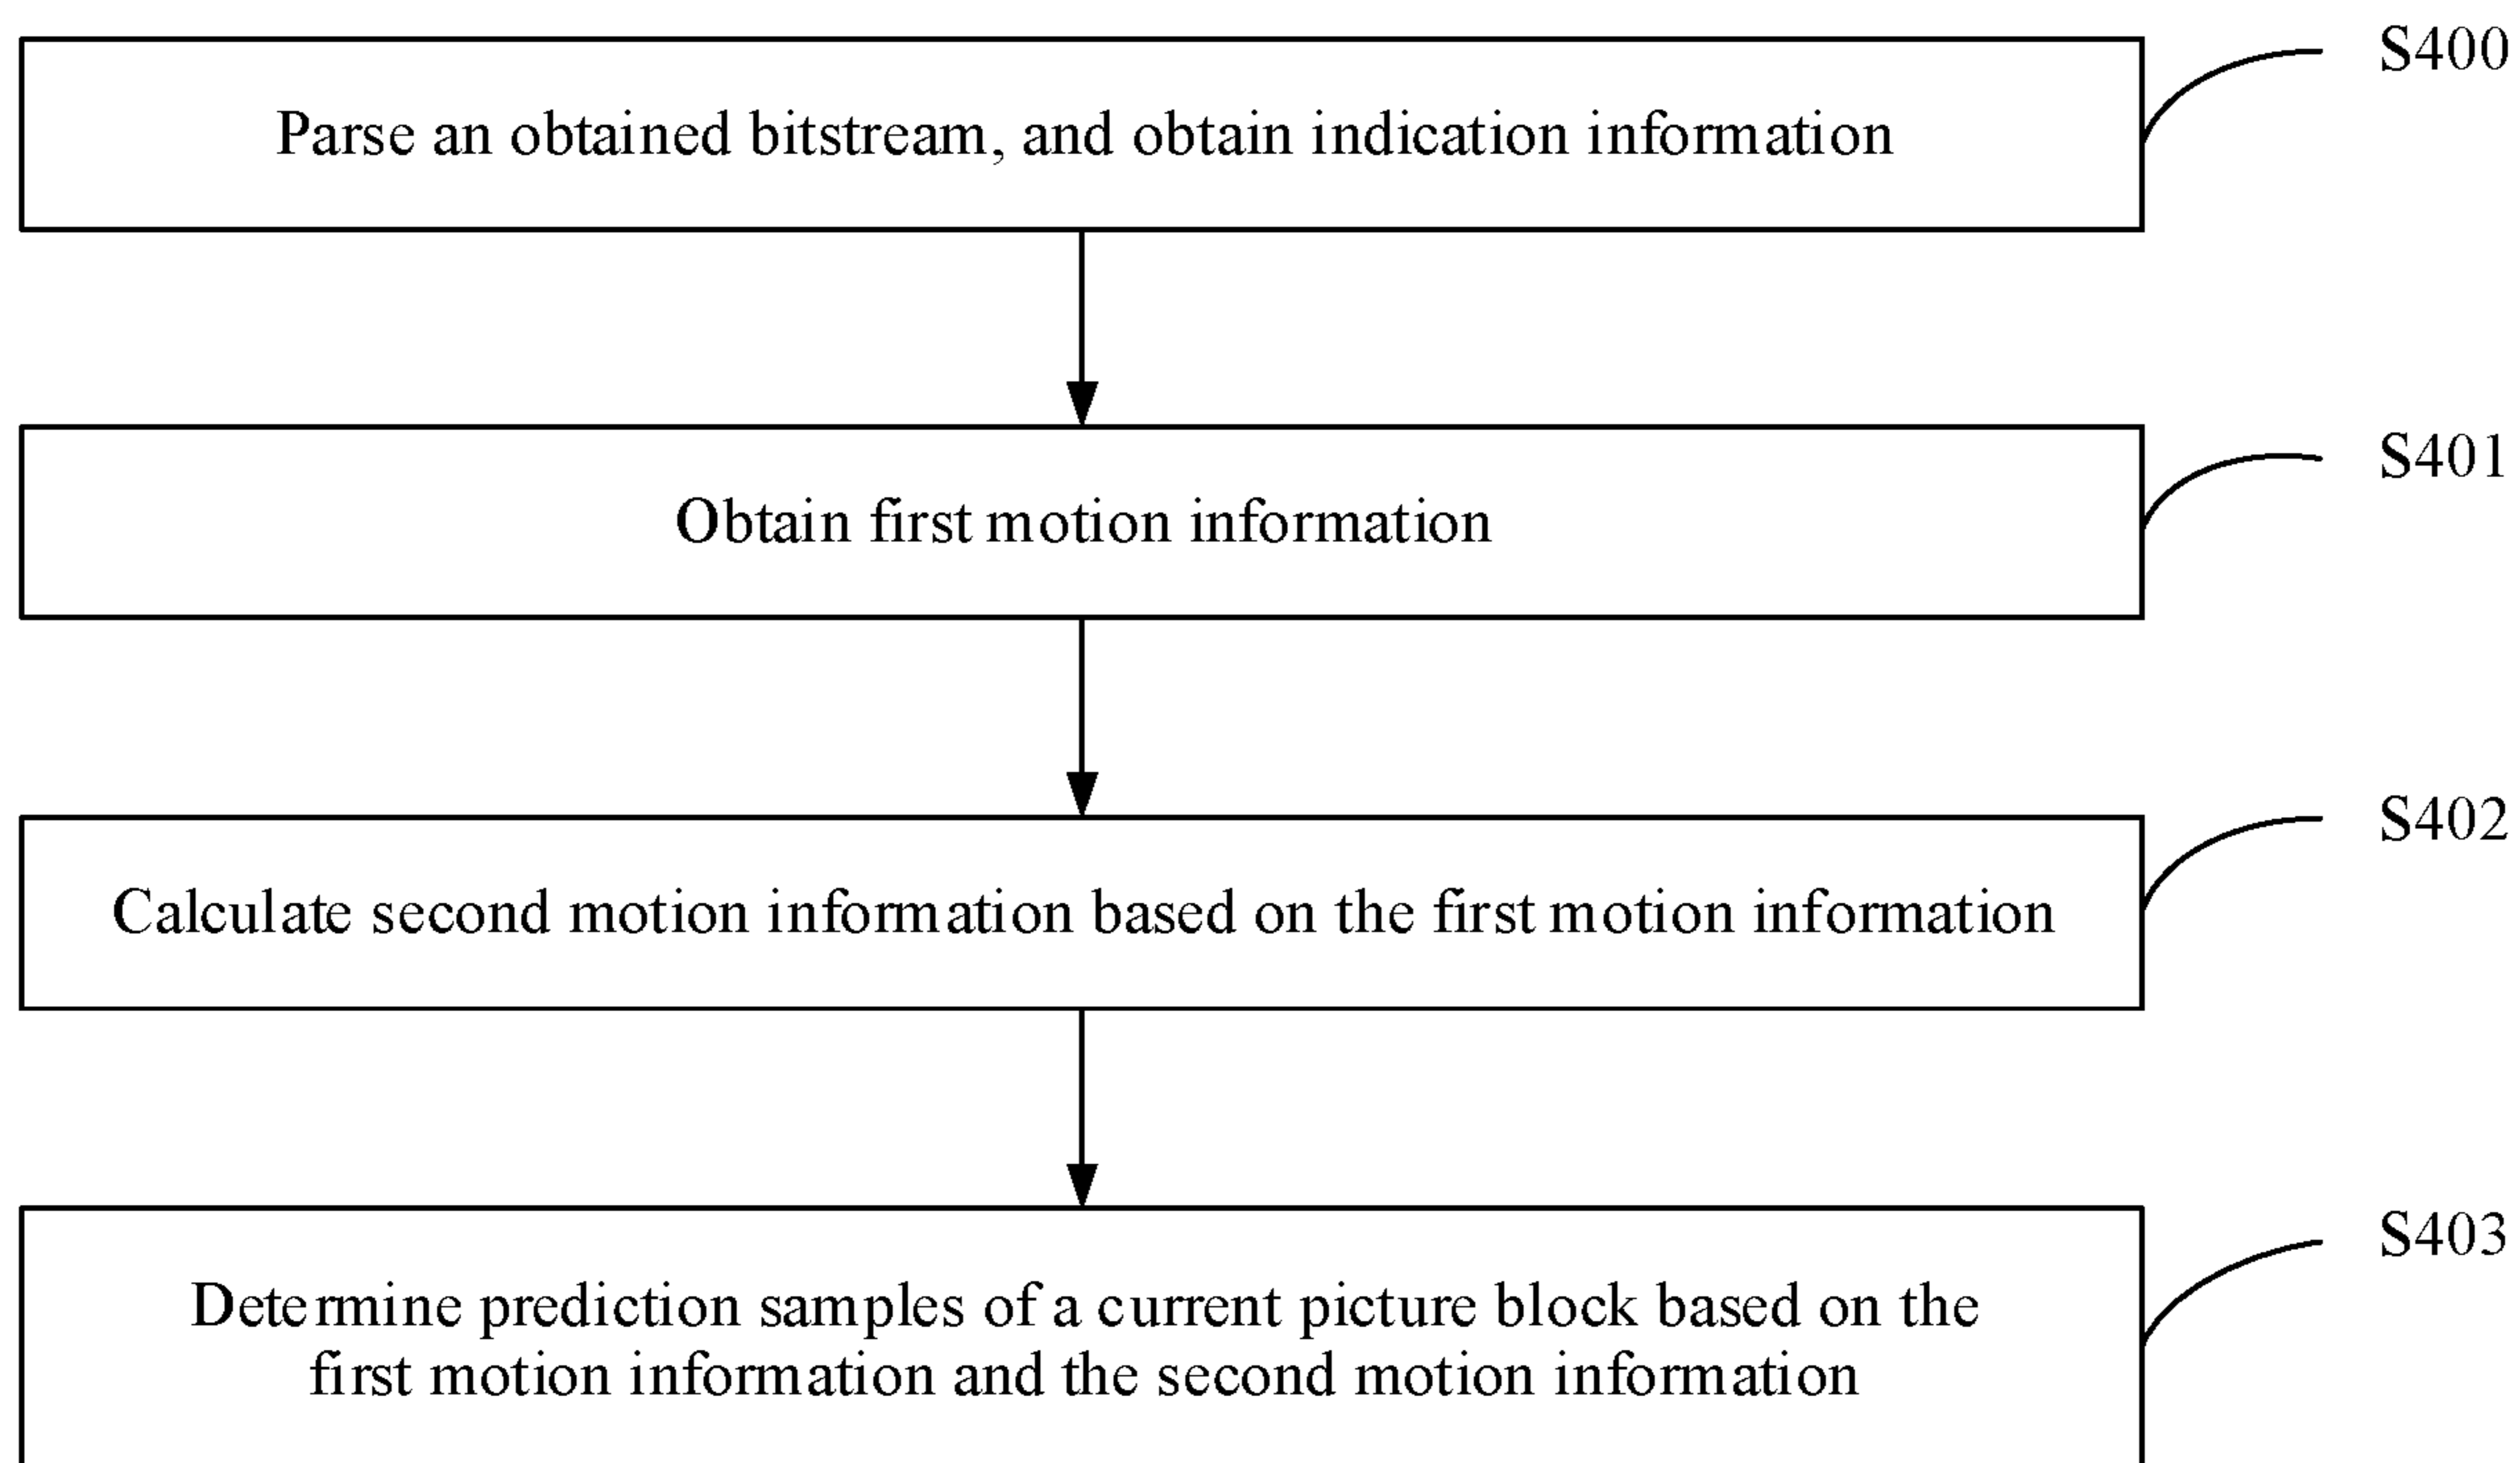 Parse an obtained bitstream, and obtain indication information
S400
Obtain first motion information
S401
Calculate second motion information based on the first motion information
S402
Determine prediction samples of a current picture block based on the
first motion information and the second motion information
S403